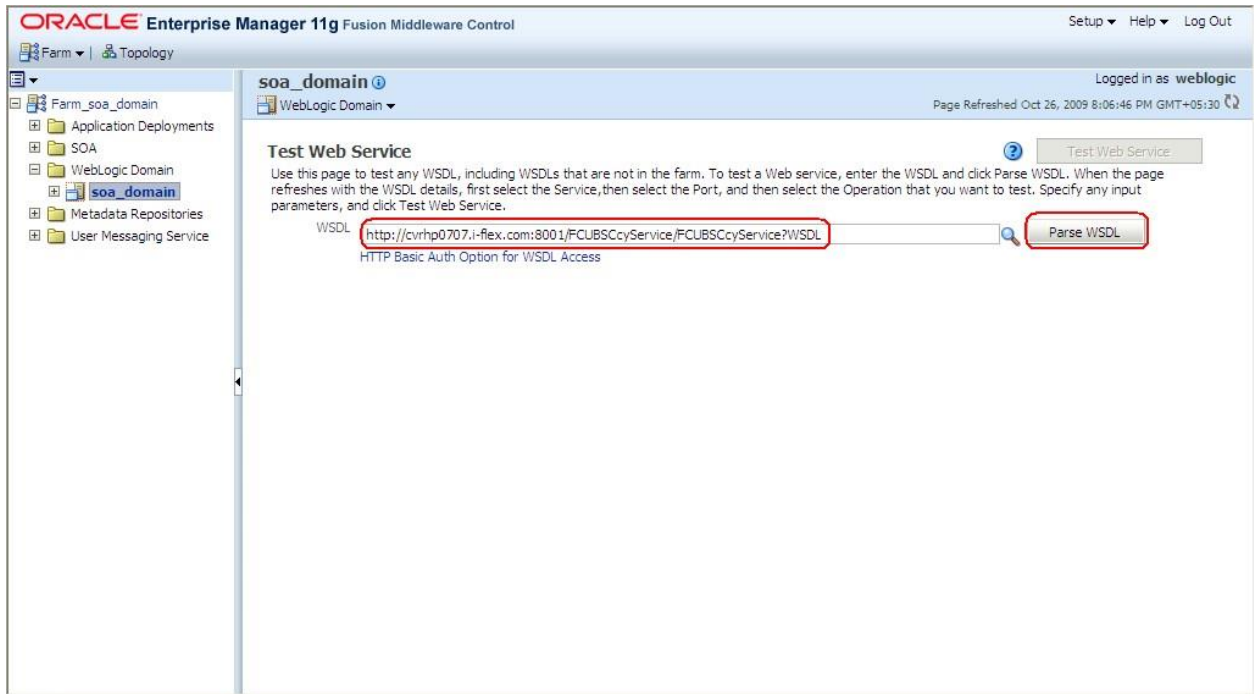 ORACLE Enterprise Manager 11g Fusion Middleware Control
Setup Help Log Out
Farm | Topology
soa_domain
Logged in as weblogic
WebLogic Domain
Page Refreshed Oct 26, 2009 8:06:46 PM GMT+05:30
Farm_soa_domain
Application Deployments
SOA
WebLogic Domain
soa_domain
Metadata Repositories
User Messaging Service
Test Web Service
Test Web Service
Use this page to test any WSDL, including WSDLs that are not in the farm. To test a Web service, enter the WSDL and click Parse WSDL. When the page
refreshes with the WSDL details, first select the Service,then select the Port, and then select the Operation that you want to test. Specify any input
parameters, and click Test Web Service.
WSDL http://cvrhp0707.i-flex.com:8001/FCUBSCcyService/FCUBSCcyService?WSDL
Parse WSDL
HTTP Basic Auth Option for WSDL Access